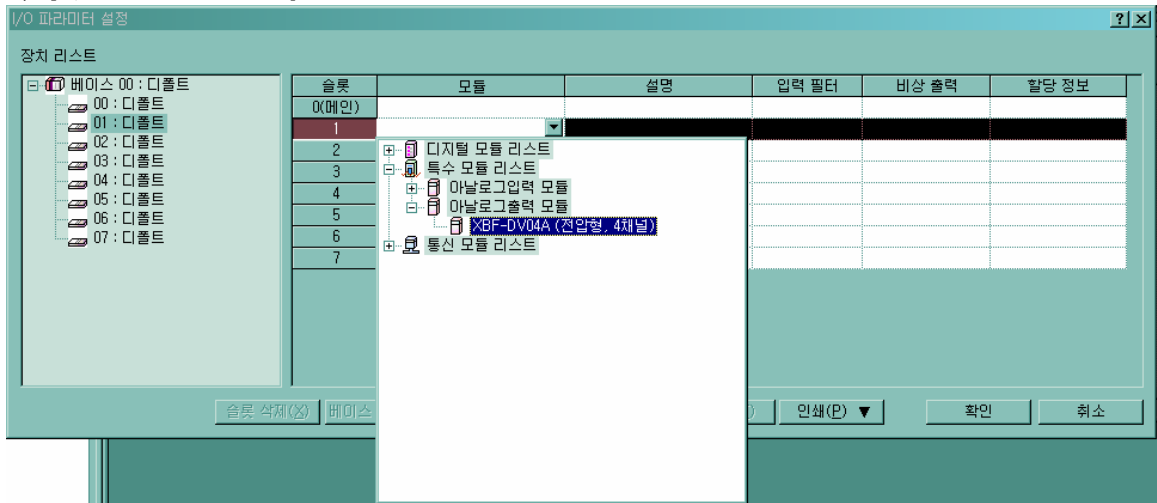 I/O 파라미터 설정
장치 리스트
베이스 00 : 디폴트
00 : 디폴트
01 : 디폴트
02 : 디폴트
03 : 디폴트
04 : 디폴트
05 : 디폴트
06 : 디폴트
07 : 디폴트
슬롯 모듈 설명 입력 필터 비상 출력 할당 정보
0(메인)
1
2
3
4
5
6
7
디지털 모듈 리스트
특수 모듈 리스트
아날로그입력 모듈
아날로그출력 모듈
XBF-DV04A (전압형, 4채널)
통신 모듈 리스트
슬롯 삭제(X) 베이스 인쇄(P) ▼ 확인 취소